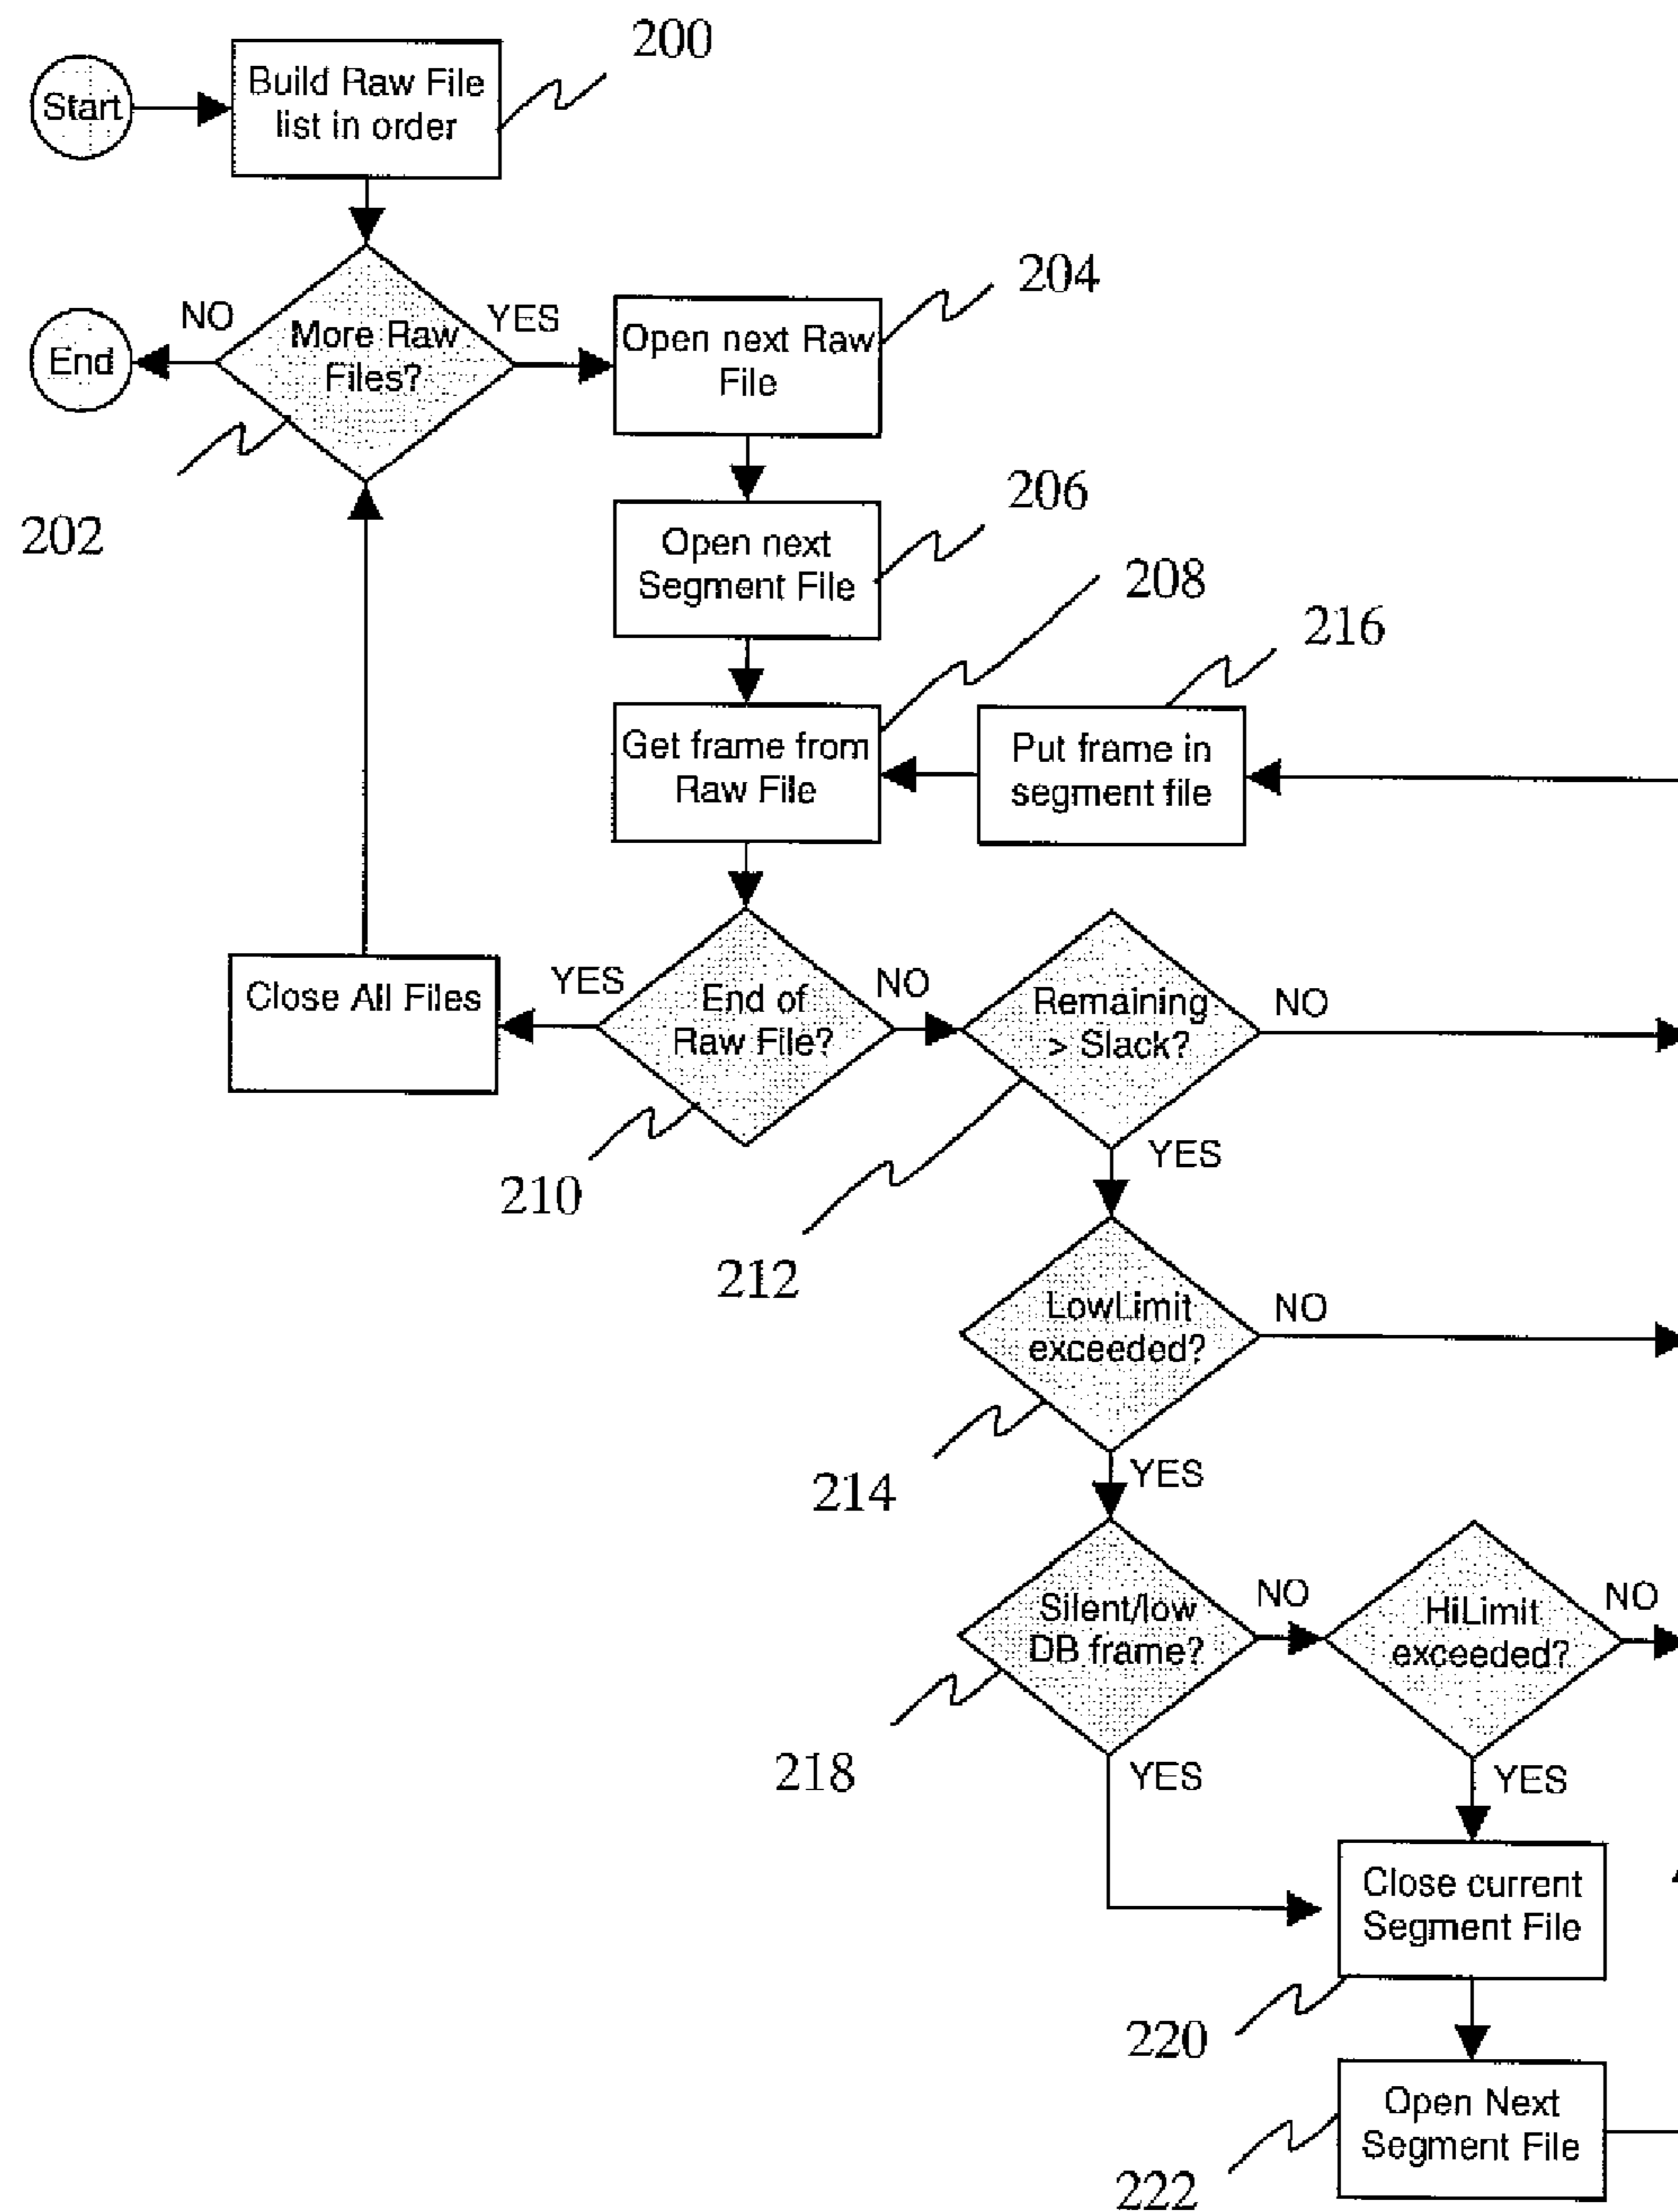 200
Start
Build Raw File
list in order
204
NO
YES
End
More Raw
Files?
Open next Raw
File
202
206
Open next
Segment File
208
216
Get frame from
Raw File
Put frame in
segment file
Close All Files
YES
End of
Raw File?
NO
Remaining
> Slack?
NO
210
YES
212
LowLimit
exceeded?
NO
214
YES
Silent/low
DB frame?
NO
HiLimit
exceeded?
NO
218
YES
YES
Close current
Segment File
220
Open Next
Segment File
222